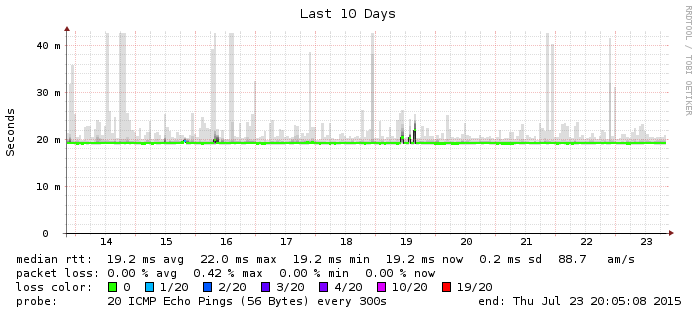 Last 10 Days
RRDTOOL / TOBI OETIKER
Seconds
40 m
30 m
20 m
10 m
0
14 15 16 17 18 19 20 21 22 23
median rtt: 19.2 ms avg 22.0 ms max 19.2 ms min 19.2 ms now 0.2 ms sd 88.7 am/s
packet loss: 0.00 % avg 0.42 % max 0.00 % min 0.00 % now
loss color: 0 1/20 2/20 3/20 4/20 10/20 19/20
probe: 20 ICMP Echo Pings (56 Bytes) every 300s end: Thu Jul 23 20:05:08 2015